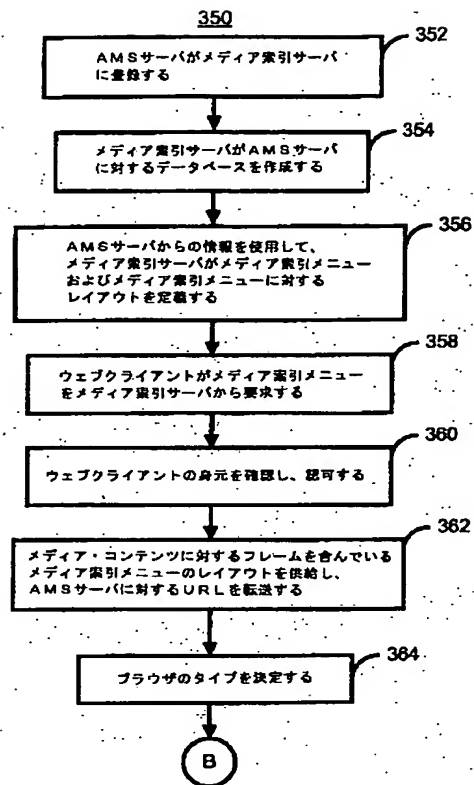 350
352
AMSサーバがメディア索引サーバ
に登録する
354
メディア索引サーバがAMSサーバ
に対するデータベースを作成する
356
AMSサーバからの情報を使用して、
メディア索引サーバがメディア索引メニュー
およびメディア索引メニューに対する
レイアウトを定義する
358
ウェブクライアントがメディア索引メニュー
をメディア索引サーバから要求する
360
ウェブクライアントの身元を確認し、認可する
362
メディア・コンテンツに対するフレームを含んでいる
メディア索引メニューのレイアウトを供給し、
AMSサーバに対するURLを転送する
364
ブラウザのタイプを決定する
B